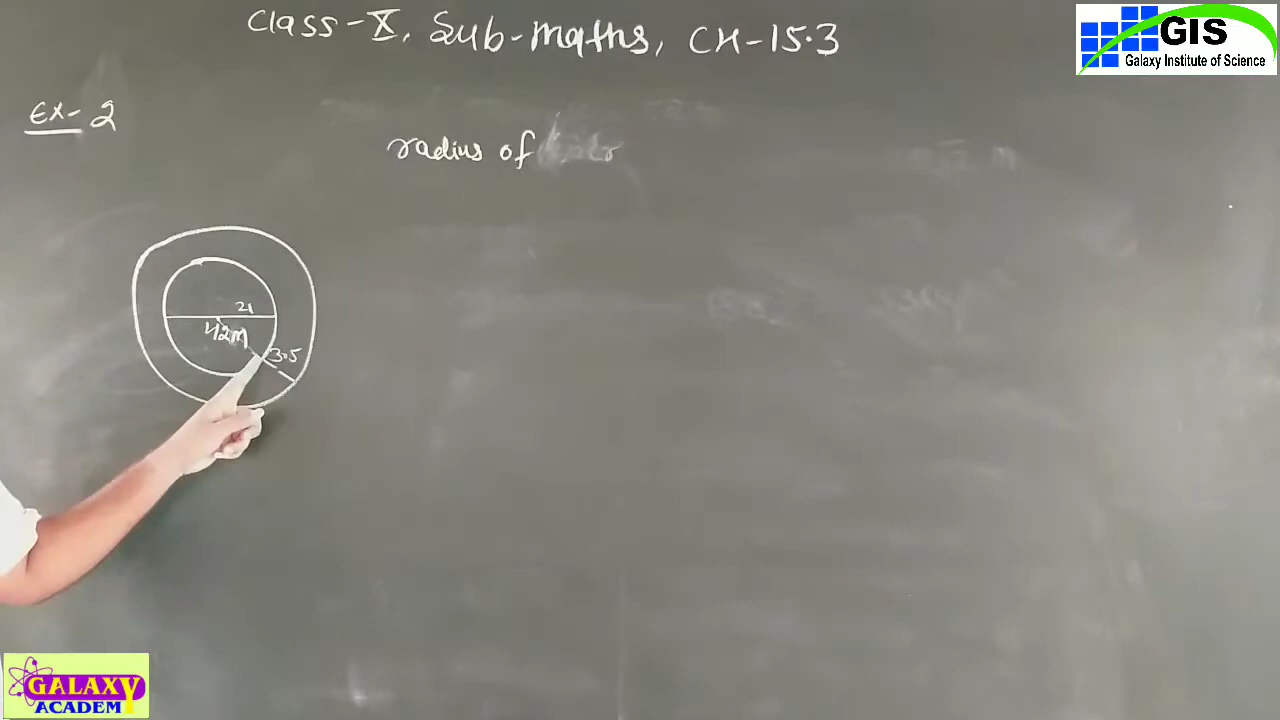 Class-X, Sub-maths, CH-15.3
GIS
Galaxy Institute of Science
Ex-2
radius of
21
42m
3.5
GALAXY
ACADEMY